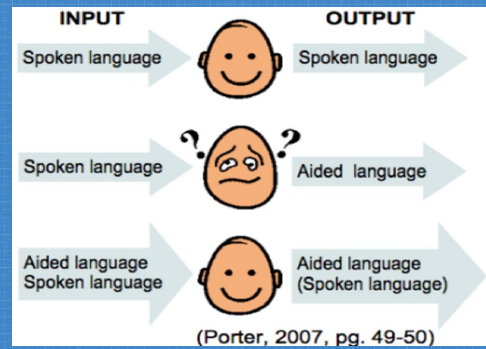 INPUT OUTPUT
Spoken language Spoken language
? ?
Spoken language Aided language
Aided language Aided language
Spoken language (Spoken language)
(Porter, 2007, pg. 49-50)